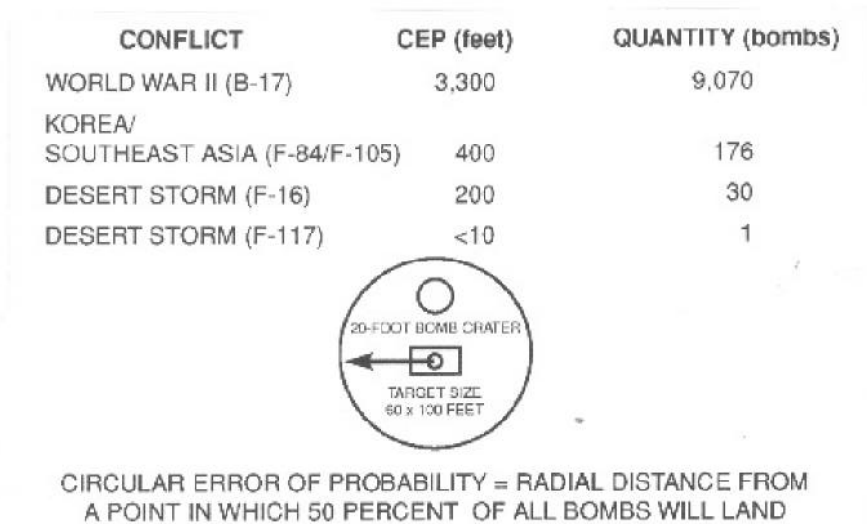 CONFLICT CEP (feet) QUANTITY (bombs)
WORLD WAR II (B-17) 3,300 9,070
KOREA/
SOUTHEAST ASIA (F-84/F-105) 400 176
DESERT STORM (F-16) 200 30
DESERT STORM (F-117) <10 1
20-FOOT BOMB CRATER
TARGET SIZE
60 x 100 FEET
CIRCULAR ERROR OF PROBABILITY = RADIAL DISTANCE FROM
A POINT IN WHICH 50 PERCENT OF ALL BOMBS WILL LAND